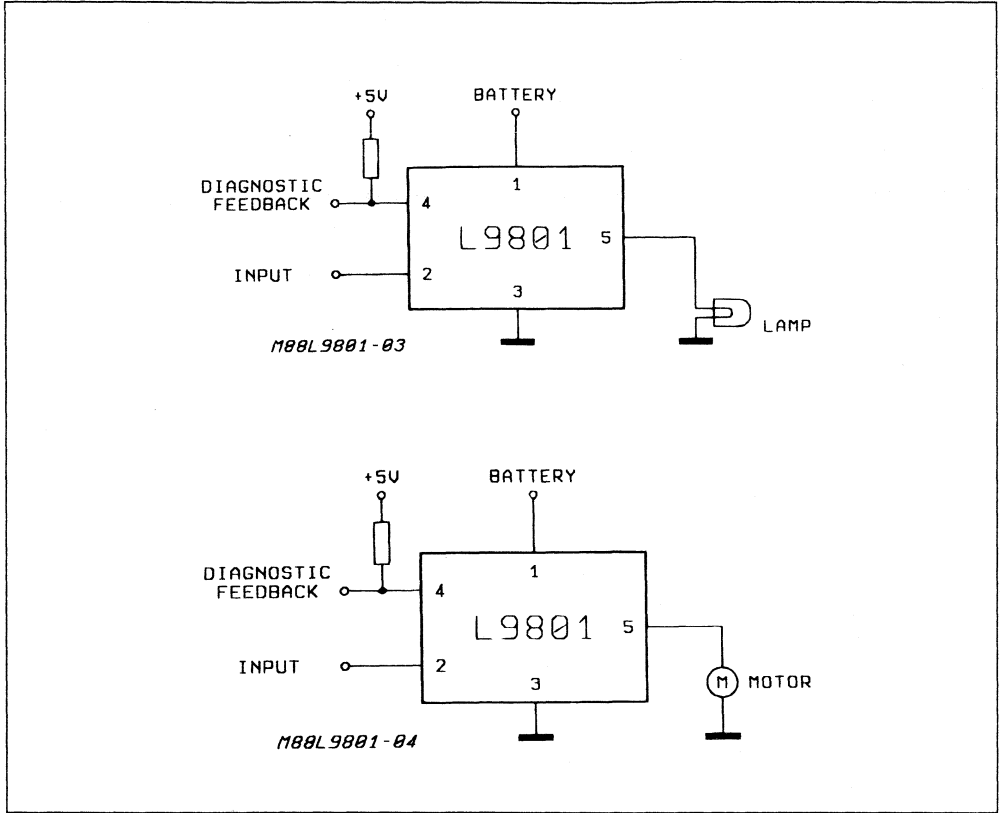 +5V
BATTERY
DIAGNOSTIC
FEEDBACK
1
4
L9801
5
INPUT
2
3
LAMP
M88L9801-03
+5V
BATTERY
DIAGNOSTIC
FEEDBACK
1
4
L9801
5
INPUT
2
3
M
MOTOR
M88L9801-04